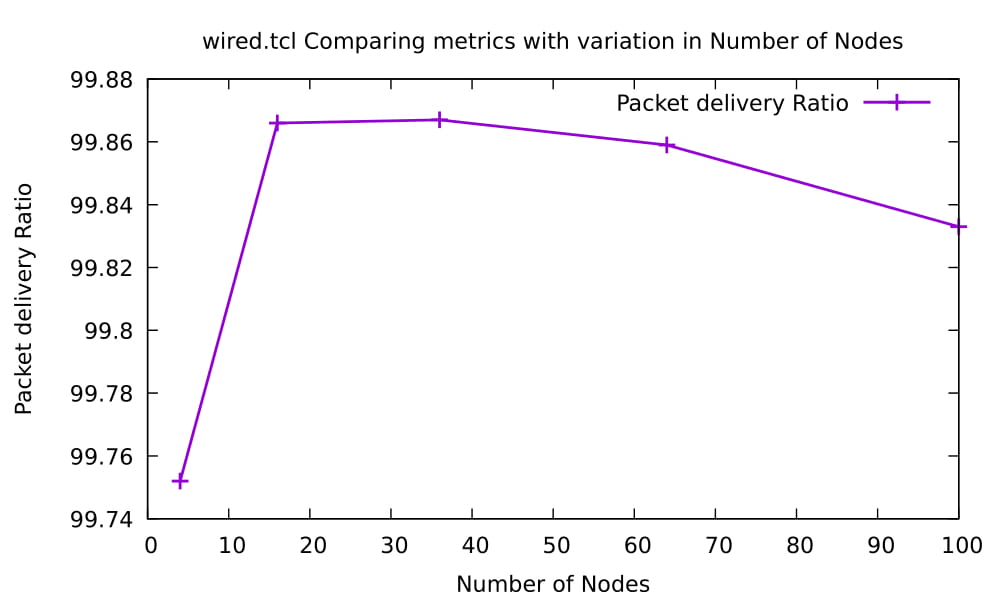 wired.tcl Comparing metrics with variation in Number of Nodes
Packet delivery Ratio
99.88
99.86
99.84
99.82
99.8
99.78
99.76
99.74
Packet delivery Ratio
0 10 20 30 40 50 60 70 80 90 100
Number of Nodes